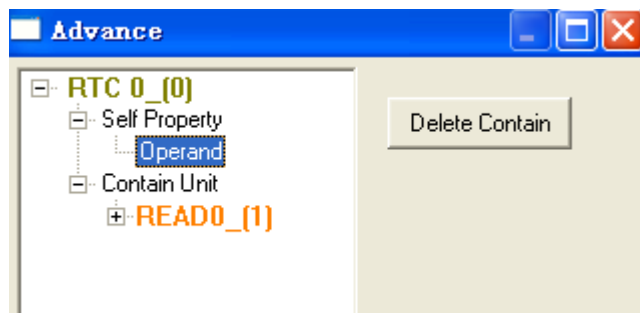 Advance
RTC 0_(0)
Self Property
Operand
Contain Unit
READ0_(1)
Delete Contain